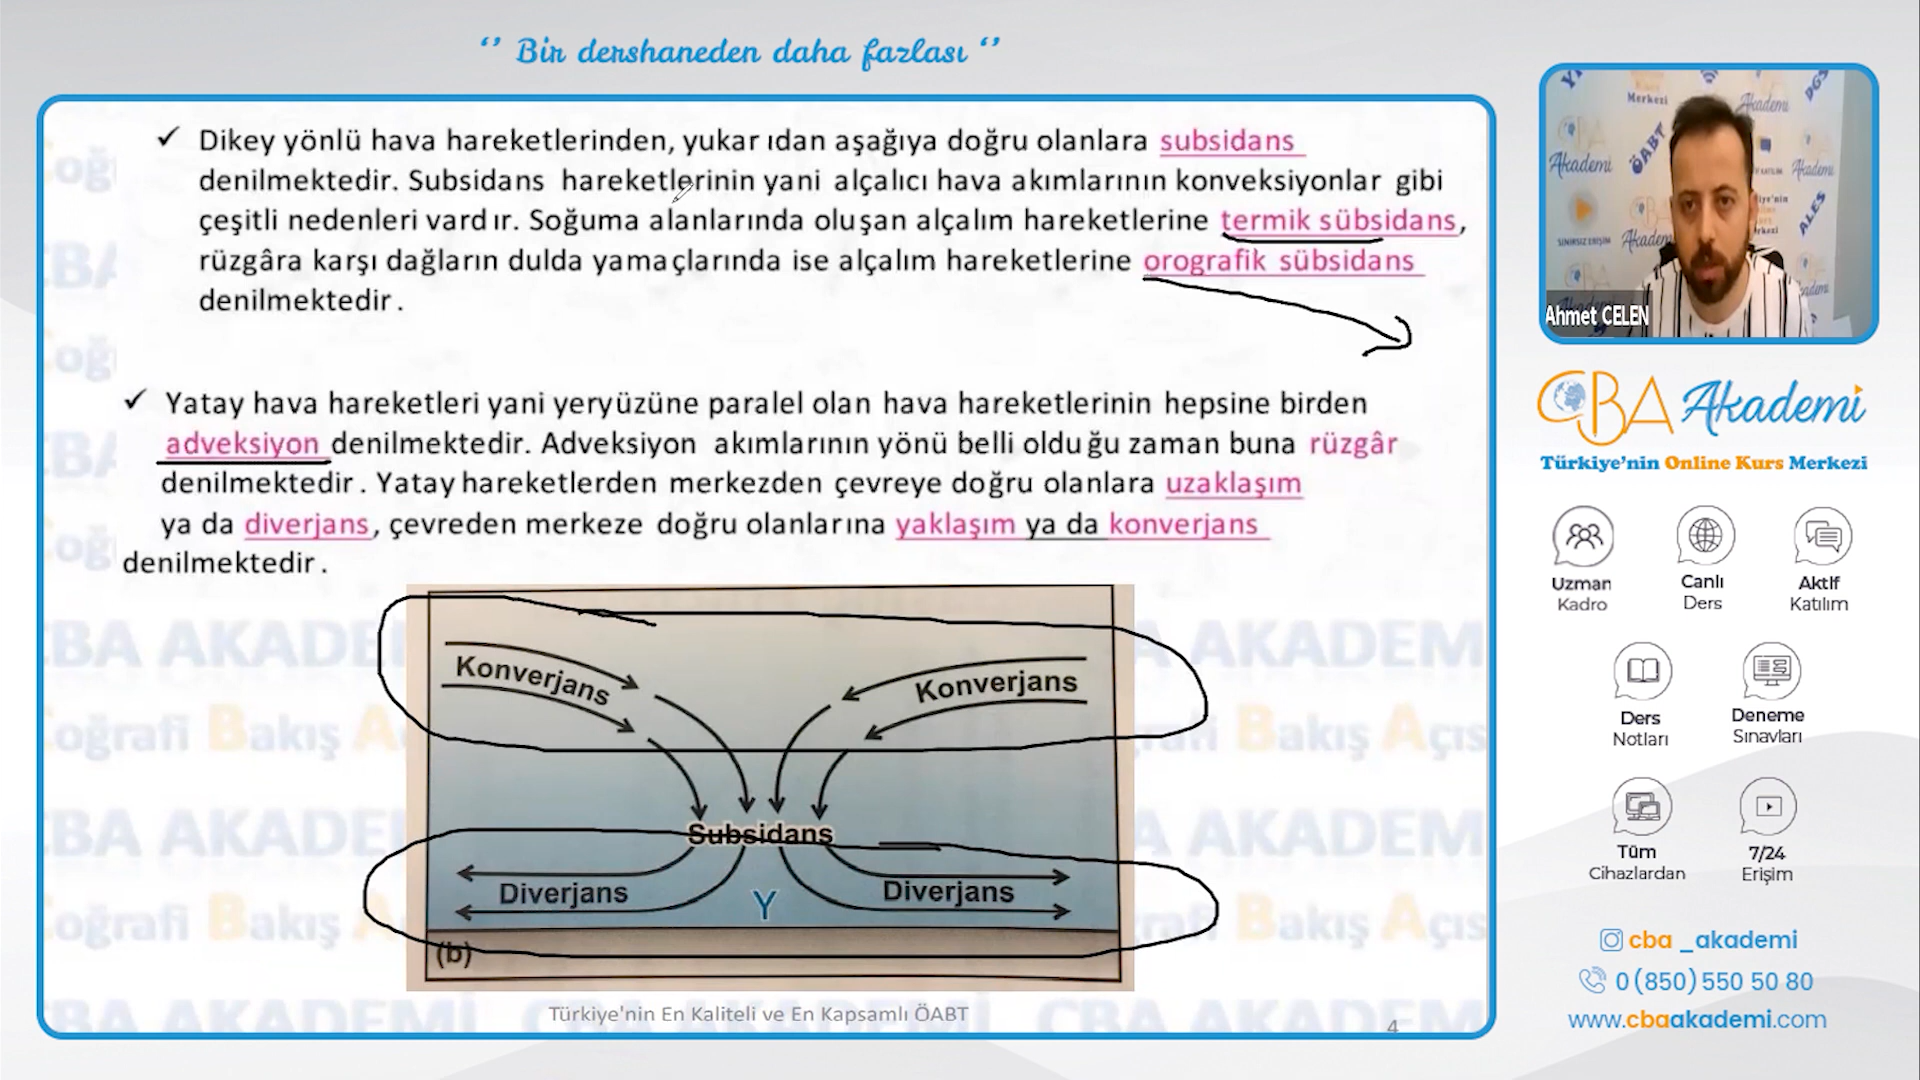 ‘’ Bir dershaneden daha fazlası ‘’
✓ Dikey yönlü hava hareketlerinden, yukar ıdan aşağıya doğru olanlara subsidans
denilmektedir. Subsidans hareketlerinin yani alçalıcı hava akımlarının konveksiyonlar gibi
çeşitli nedenleri vard ır. Soğuma alanlarında oluşan alçalım hareketlerine termik sübsidans,
rüzgâra karşı dağların dulda yamaçlarında ise alçalım hareketlerine orografik sübsidans
denilmektedir.
✓ Yatay hava hareketleri yani yeryüzüne paralel olan hava hareketlerinin hepsine birden
adveksiyon denilmektedir. Adveksiyon akımlarının yönü belli olduğu zaman buna rüzgâr
denilmektedir. Yatay hareketlerden merkezden çevreye doğru olanlara uzaklaşım
ya da diverjans, çevreden merkeze doğru olanlarına yaklaşım ya da konverjans
denilmektedir.
Konverjans
Konverjans
Subsidans
Diverjans
Y
Diverjans
(b)
Türkiye'nin En Kaliteli ve En Kapsamlı ÖABT
4
Ahmet CELEN
CBA Akademi
Türkiye'nin Online Kurs Merkezi
Uzman
Kadro
Canlı
Ders
Aktif
Katılım
Ders
Notları
Deneme
Sınavları
Tüm
Cihazlardan
7/24
Erişim
cba _akademi
0(850) 550 50 80
www.cbaakademi.com